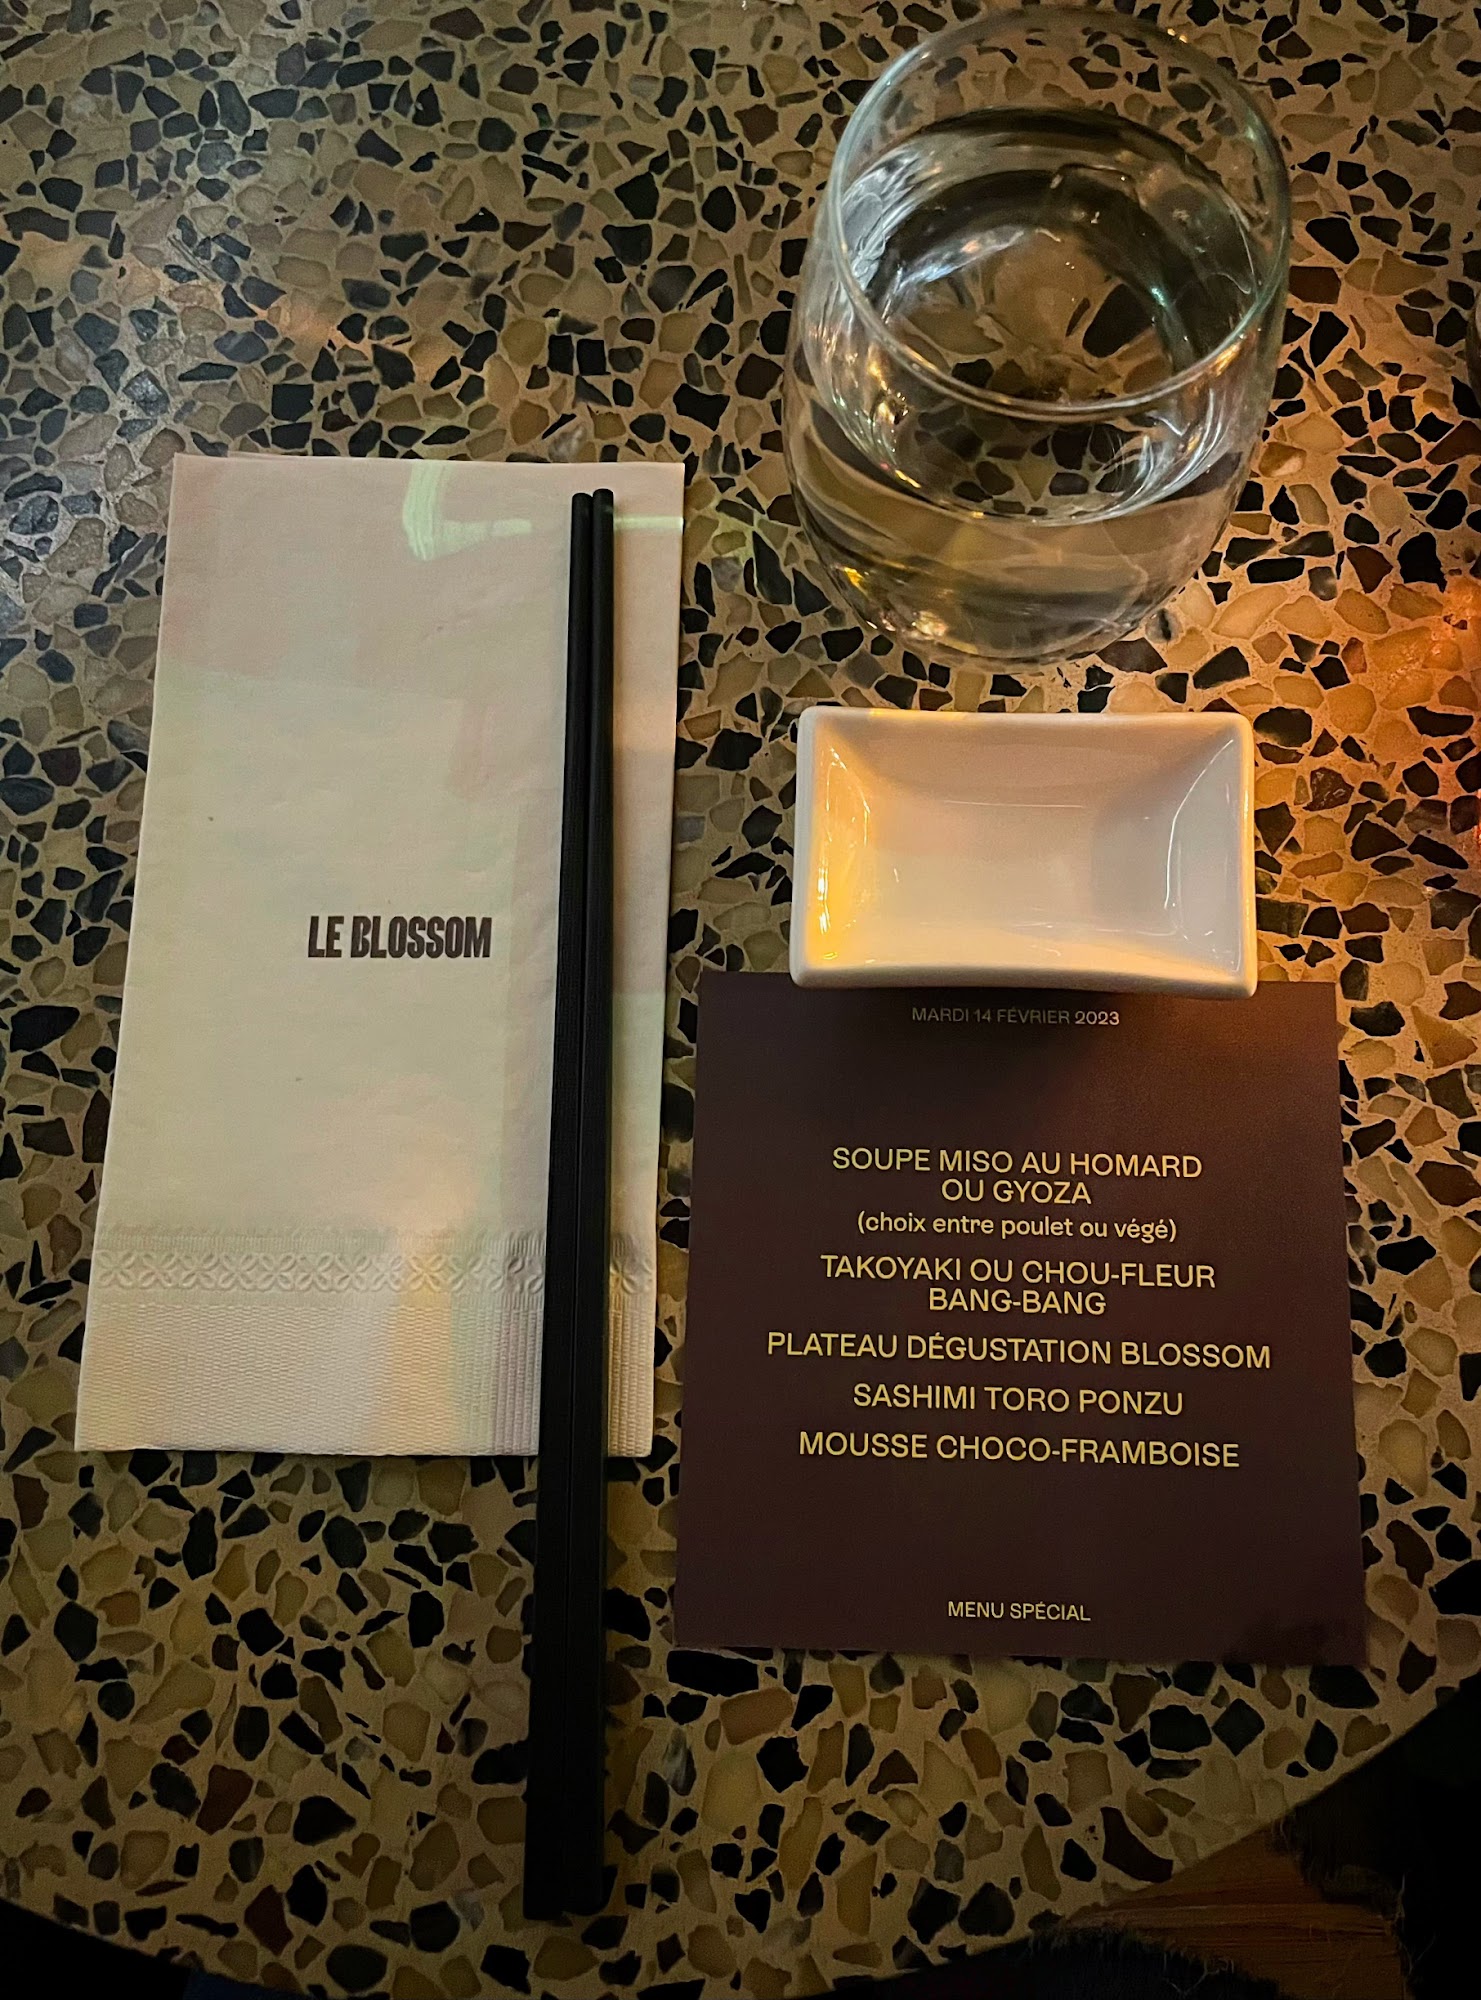 LE BLOSSOM
MARDI 14 FÉVRIER 2023
SOUPE MISO AU HOMARD
OU GYOZA
(choix entre poulet ou végé)
TAKOYAKI OU CHOU-FLEUR
BANG-BANG
PLATEAU DÉGUSTATION BLOSSOM
SASHIMI TORO PONZU
MOUSSE CHOCO-FRAMBOISE
MENU SPÉCIAL